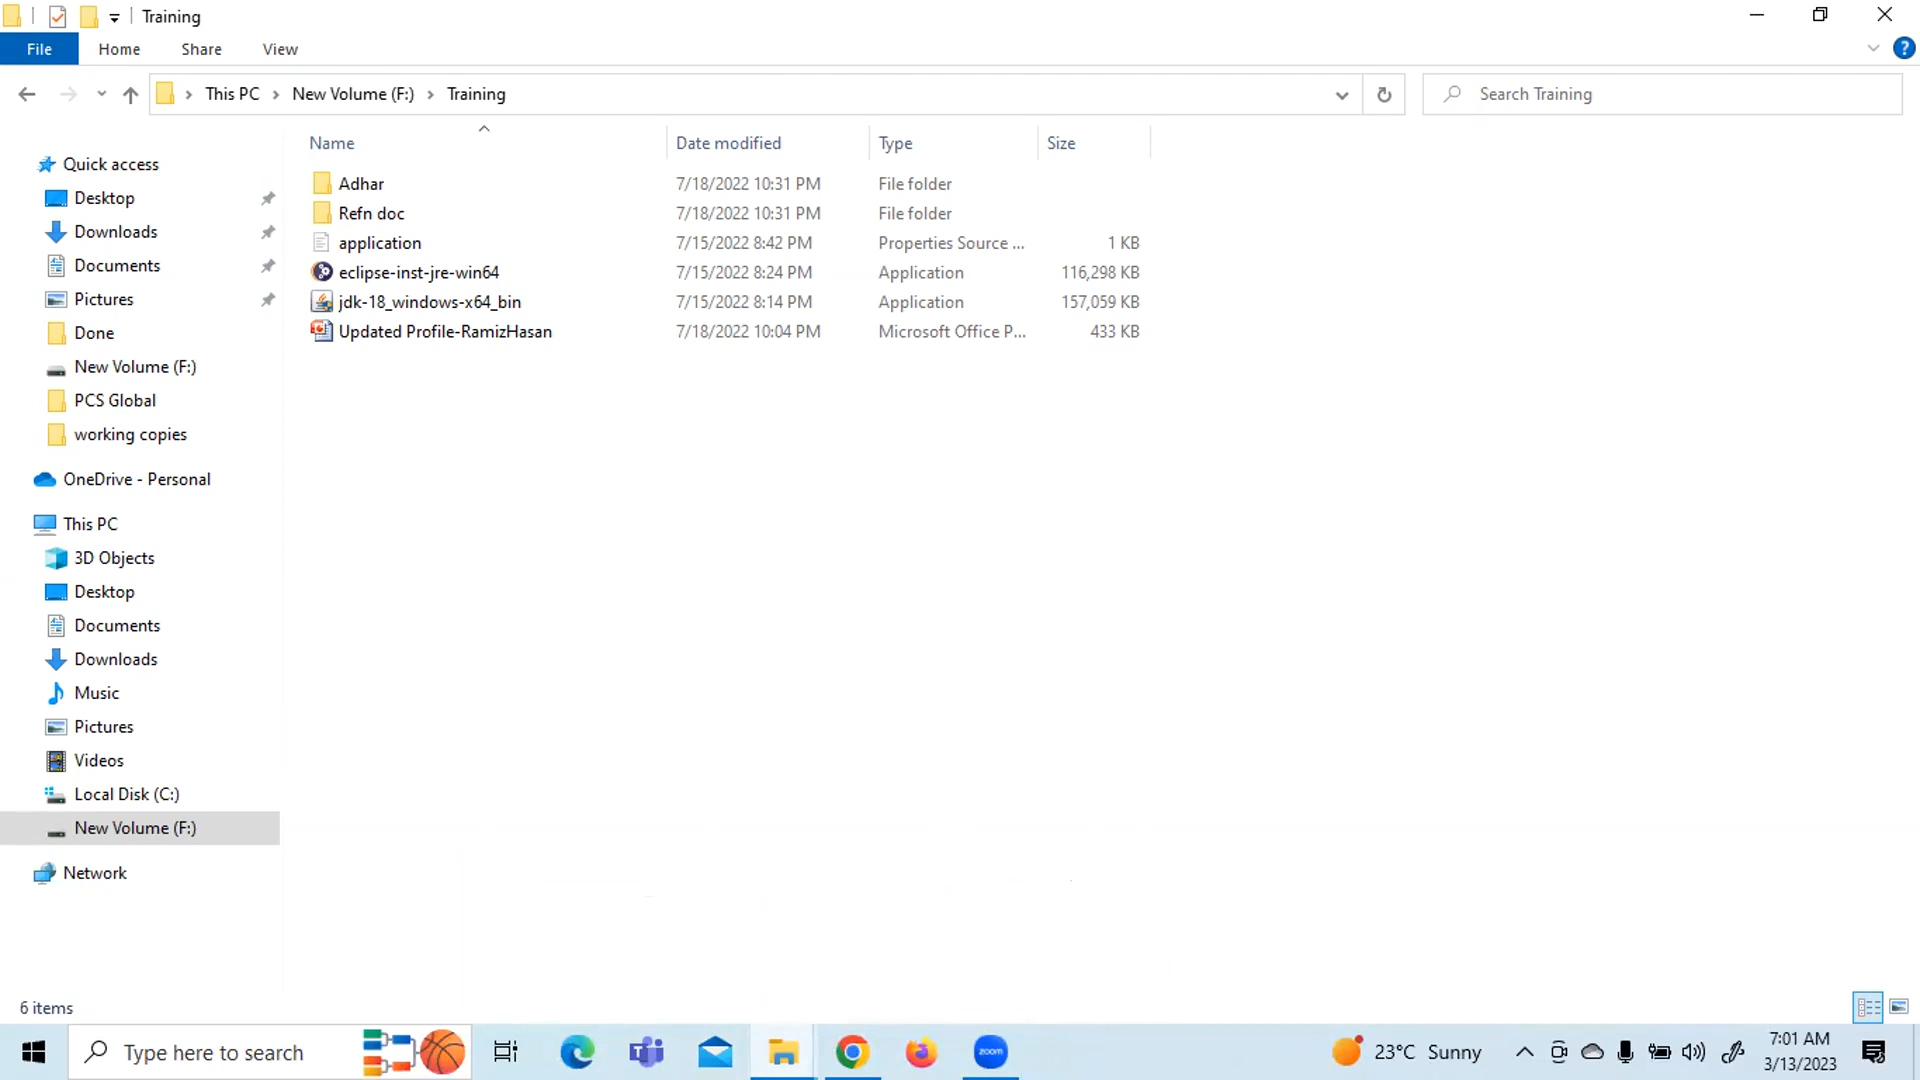 Training
File Home Share View
This PC New Volume (F:) Training
Search Training
Name Date modified Type Size
Quick access
Desktop
Downloads
Documents
Pictures
Done
New Volume (F:)
PCS Global
working copies
OneDrive - Personal
This PC
3D Objects
Desktop
Documents
Downloads
Music
Pictures
Videos
Local Disk (C:)
New Volume (F:)
Network
Adhar 7/18/2022 10:31 PM File folder
Refn doc 7/18/2022 10:31 PM File folder
application 7/15/2022 8:42 PM Properties Source ... 1 KB
eclipse-inst-jre-win64 7/15/2022 8:24 PM Application 116,298 KB
jdk-18_windows-x64_bin 7/15/2022 8:14 PM Application 157,059 KB
Updated Profile-RamizHasan 7/18/2022 10:04 PM Microsoft Office P... 433 KB
6 items
Type here to search
zoom
23°C Sunny
7:01 AM
3/13/2023